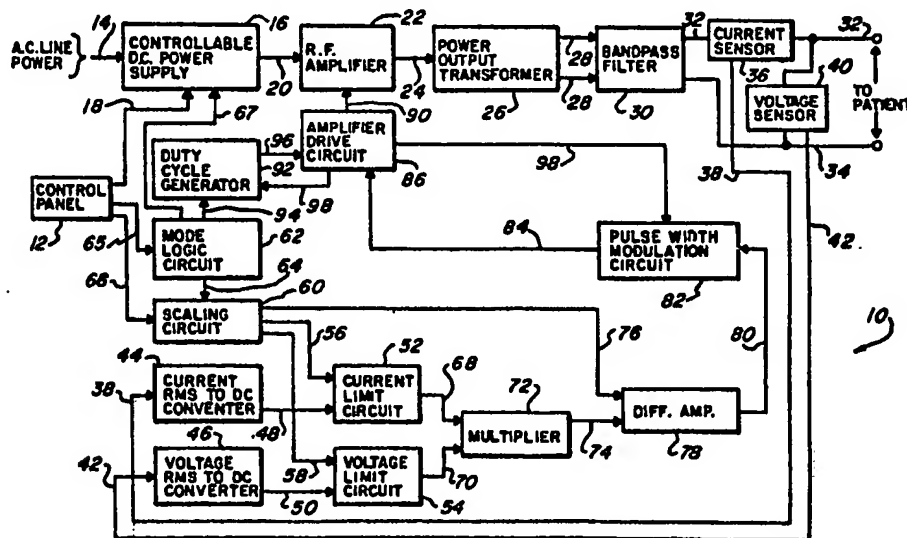 14
16
22
32
32
A.C. LINE
POWER
CONTROLLABLE
D.C. POWER
SUPPLY
R.F.
AMPLIFIER
POWER
OUTPUT
TRANSFORMER
BANDPASS
FILTER
CURRENT
SENSOR
36
40
VOLTAGE
SENSOR
TO
PATIENT
18
67
20
24
28
28
26
30
90
34
96
92
AMPLIFIER
DRIVE
CIRCUIT
86
98
38
42
DUTY
CYCLE
GENERATOR
98
94
CONTROL
PANEL
12
65
66
MODE
LOGIC
CIRCUIT
62
84
PULSE WIDTH
MODULATION
CIRCUIT
82
64
60
SCALING
CIRCUIT
56
76
80
10
44
CURRENT
RMS TO DC
CONVERTER
38
48
52
CURRENT
LIMIT
CIRCUIT
68
72
MULTIPLIER
74
DIFF. AMP.
78
46
VOLTAGE
RMS TO DC
CONVERTER
42
50
58
VOLTAGE
LIMIT
CIRCUIT
54
70